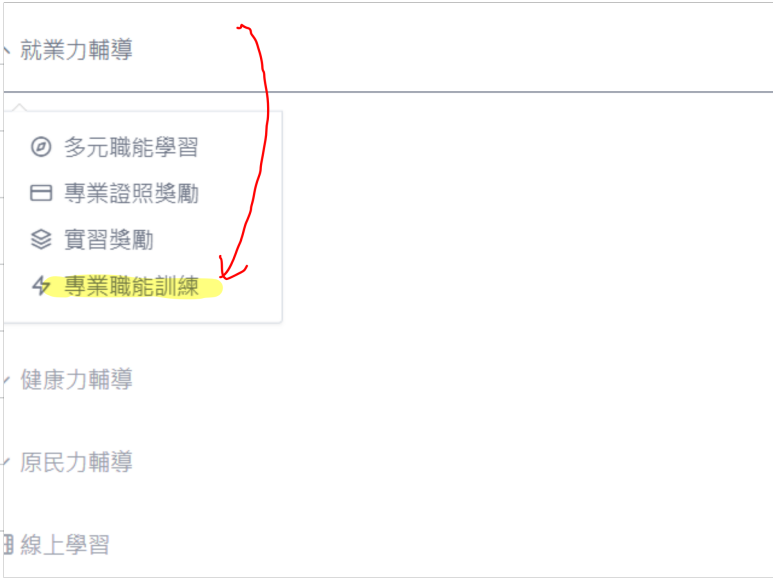 就業力輔導
多元職能學習
專業證照獎勵
實習獎勵
專業職能訓練
健康力輔導
原民力輔導
線上學習